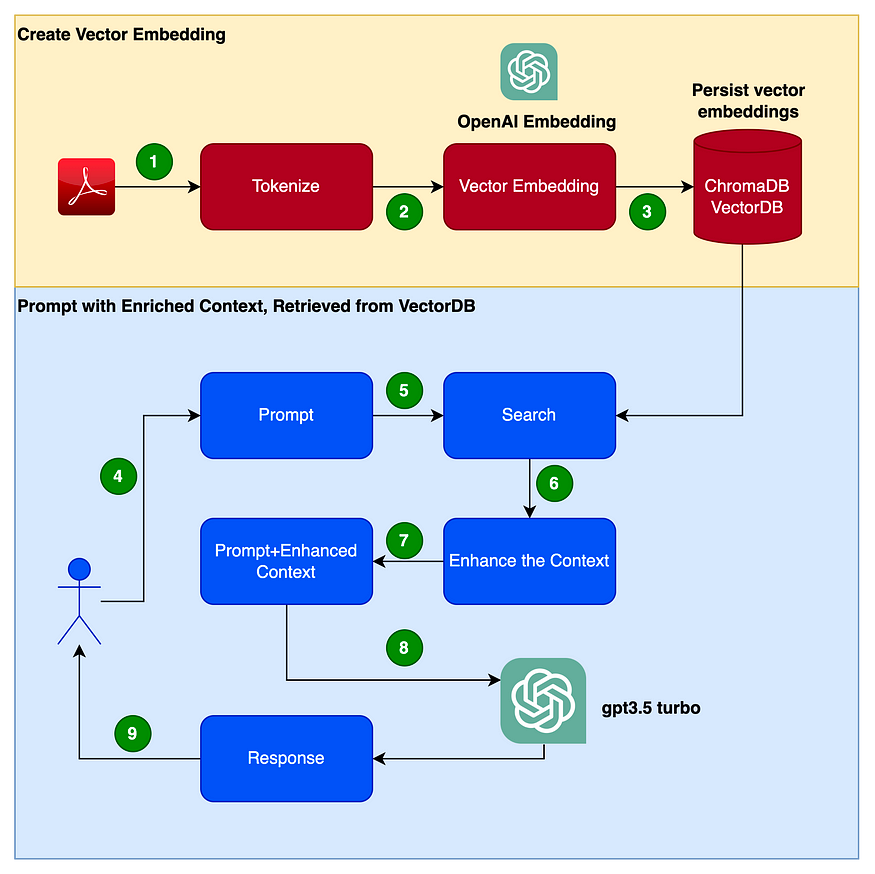 Create Vector Embedding
OpenAI Embedding
Persist vector
embeddings
1
Tokenize
2
Vector Embedding
3
ChromaDB
VectorDB
Prompt with Enriched Context, Retrieved from VectorDB
4
Prompt
5
Search
6
Enhance the Context
7
Prompt+Enhanced
Context
8
gpt3.5 turbo
Response
9